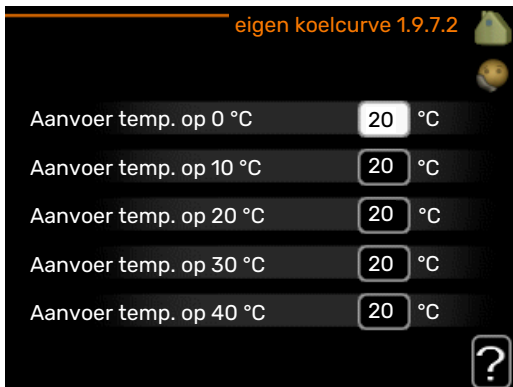 eigen koelcurve 1.9.7.2
Aanvoer temp. op 0 °C 20 °C
Aanvoer temp. op 10 °C 20 °C
Aanvoer temp. op 20 °C 20 °C
Aanvoer temp. op 30 °C 20 °C
Aanvoer temp. op 40 °C 20 °C
?